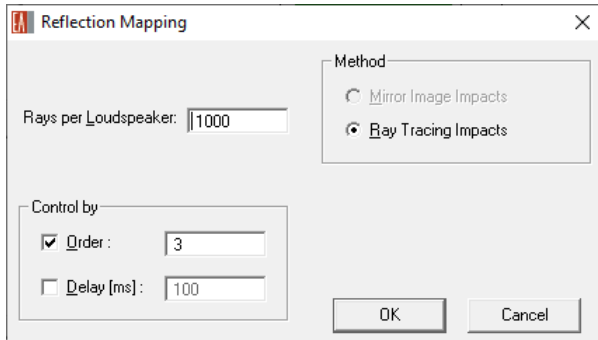 EA Reflection Mapping
Method
Mirror Image Impacts
Rays per Loudspeaker: 1000
Ray Tracing Impacts
Control by
Order : 3
Delay [ms] : 100
OK Cancel